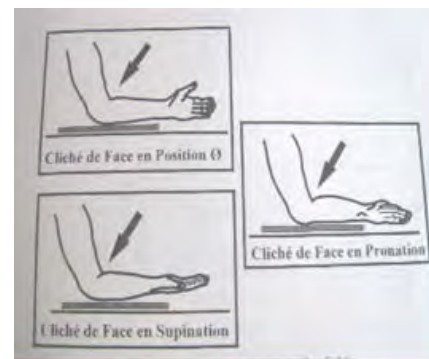 Cliché de Face en Position O
Cliché de Face en Pronation
Cliché de Face en Supination